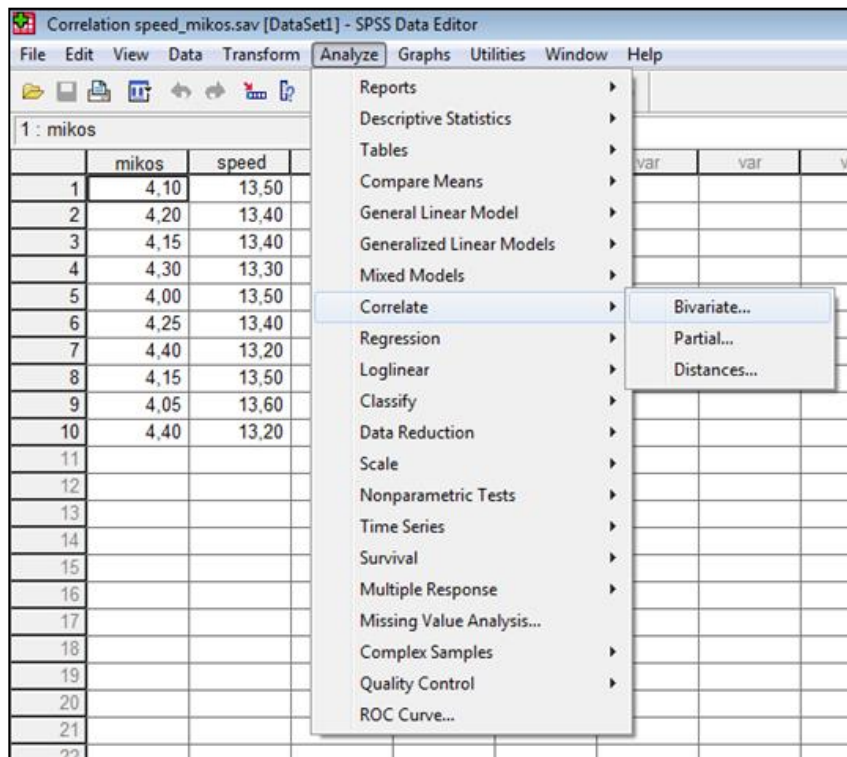 Correlation speed_mikos.sav [DataSet1] - SPSS Data Editor
File Edit View Data Transform Analyze Graphs Utilities Window Help
1 : mikos
mikos speed var var
1 4,10 13,50
2 4,20 13,40
3 4,15 13,40
4 4,30 13,30
5 4,00 13,50
6 4,25 13,40
7 4,40 13,20
8 4,15 13,50
9 4,05 13,60
10 4,40 13,20
11
12
13
14
15
16
17
18
19
20
21
22
Reports
Descriptive Statistics
Tables
Compare Means
General Linear Model
Generalized Linear Models
Mixed Models
Correlate
Regression
Loglinear
Classify
Data Reduction
Scale
Nonparametric Tests
Time Series
Survival
Multiple Response
Missing Value Analysis...
Complex Samples
Quality Control
ROC Curve...
Bivariate...
Partial...
Distances...